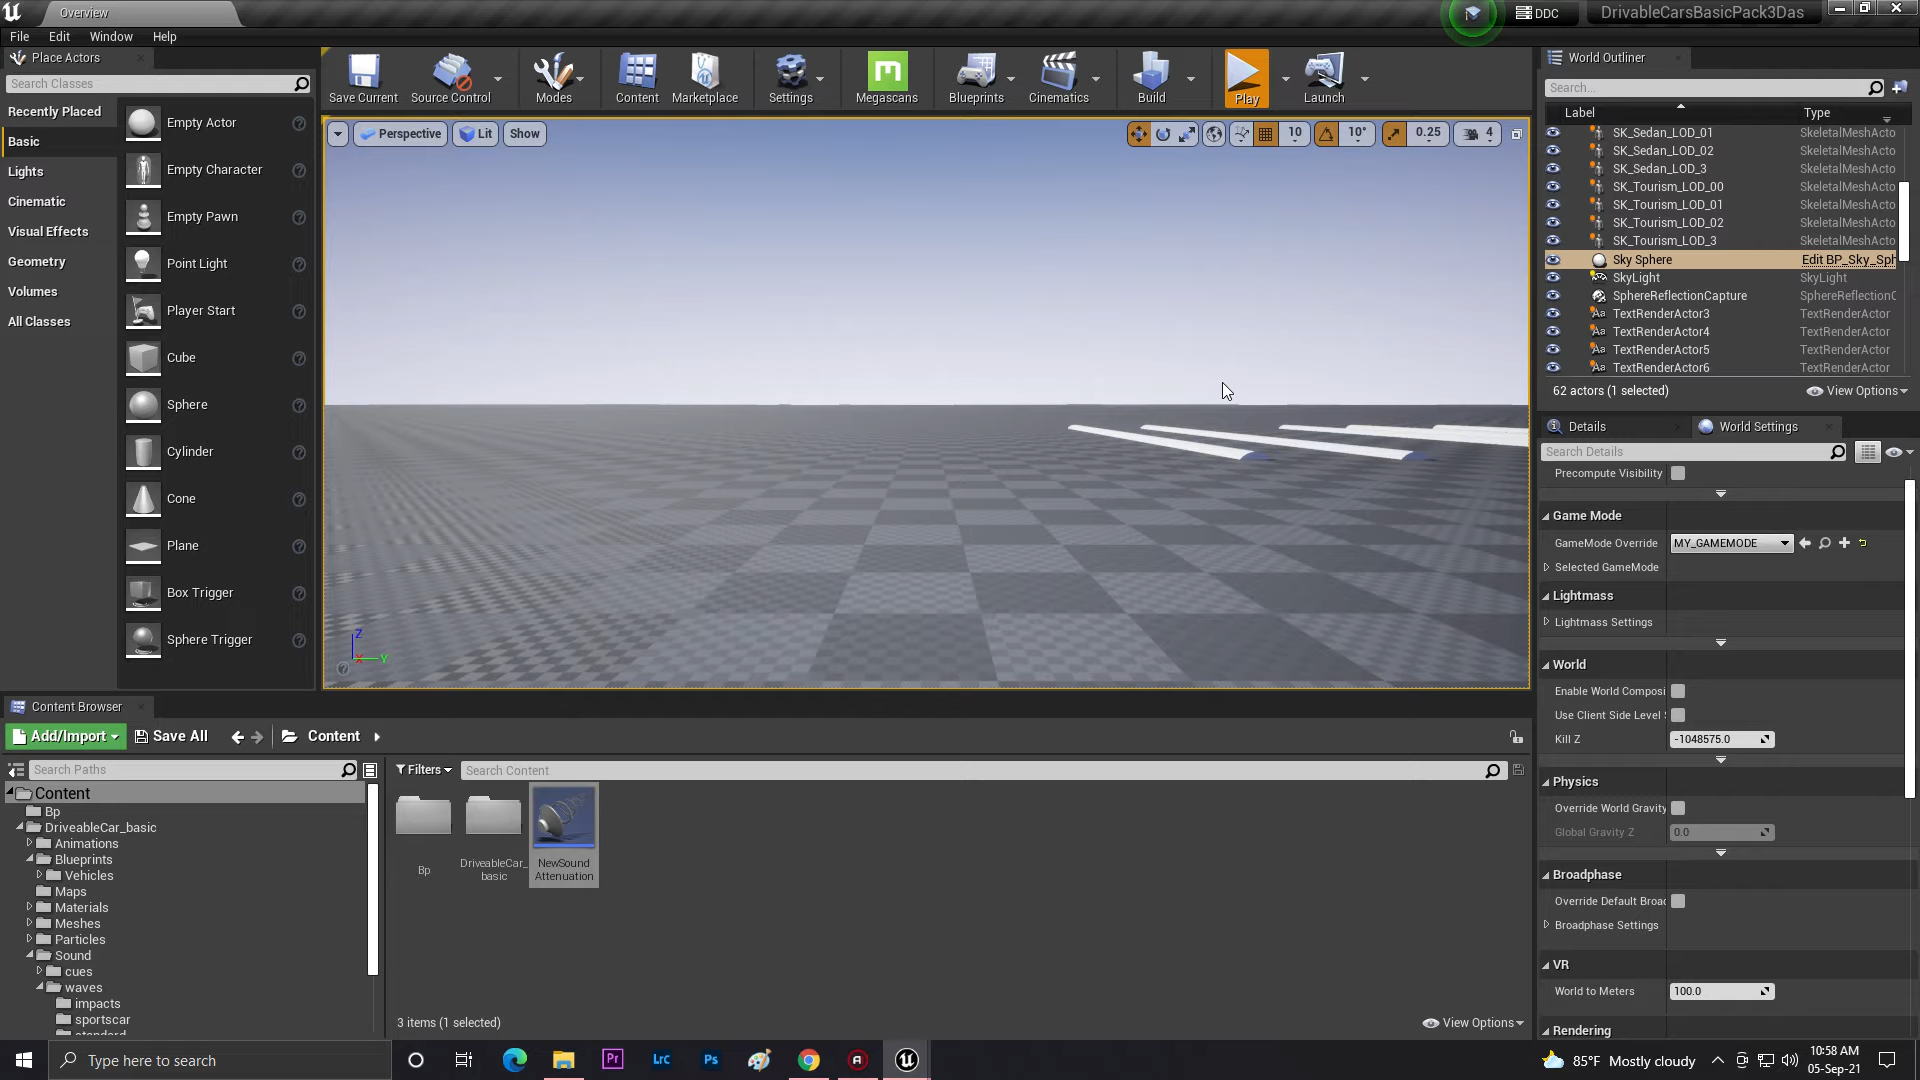 Overview
DDC
DrivableCarsBasicPack3Das
File Edit Window Help
Place Actors
Search Classes
Recently Placed
Basic
Lights
Cinematic
Visual Effects
Geometry
Volumes
All Classes
Empty Actor
Empty Character
Empty Pawn
Point Light
Player Start
Cube
Sphere
Cylinder
Cone
Plane
Box Trigger
Sphere Trigger
Save Current
Source Control
Modes
Content
Marketplace
Settings
Megascans
Blueprints
Cinematics
Build
Play
Launch
Perspective
Lit
Show
10
10°
0.25
4
Z
X
Y
World Outliner
Search...
Label Type
SK_Sedan_LOD_01 SkeletalMeshActo
SK_Sedan_LOD_02 SkeletalMeshActo
SK_Sedan_LOD_3 SkeletalMeshActo
SK_Tourism_LOD_00 SkeletalMeshActo
SK_Tourism_LOD_01 SkeletalMeshActo
SK_Tourism_LOD_02 SkeletalMeshActo
SK_Tourism_LOD_3 SkeletalMeshActo
Sky Sphere Edit BP_Sky_Sph
SkyLight SkyLight
SphereReflectionCapture SphereReflectionC
TextRenderActor3 TextRenderActor
TextRenderActor4 TextRenderActor
TextRenderActor5 TextRenderActor
TextRenderActor6 TextRenderActor
62 actors (1 selected)
View Options
Details
World Settings
Search Details
Precompute Visibility
Game Mode
GameMode Override MY_GAMEMODE
Selected GameMode
Lightmass
Lightmass Settings
World
Enable World Composi
Use Client Side Level
Kill Z -1048575.0
Physics
Override World Gravity
Global Gravity Z 0.0
Broadphase
Override Default Broad
Broadphase Settings
VR
World to Meters 100.0
Rendering
Content Browser
Add/Import
Save All
Content
Search Paths
Filters
Search Content
Content
Bp
DriveableCar_basic
Animations
Blueprints
Vehicles
Maps
Materials
Meshes
Particles
Sound
cues
waves
impacts
sportscar
standard
Bp
DriveableCar_
basic
NewSound
Attenuation
3 items (1 selected)
View Options
Type here to search
Pr
Lrc
Ps
85°F Mostly cloudy
10:58 AM
05-Sep-21